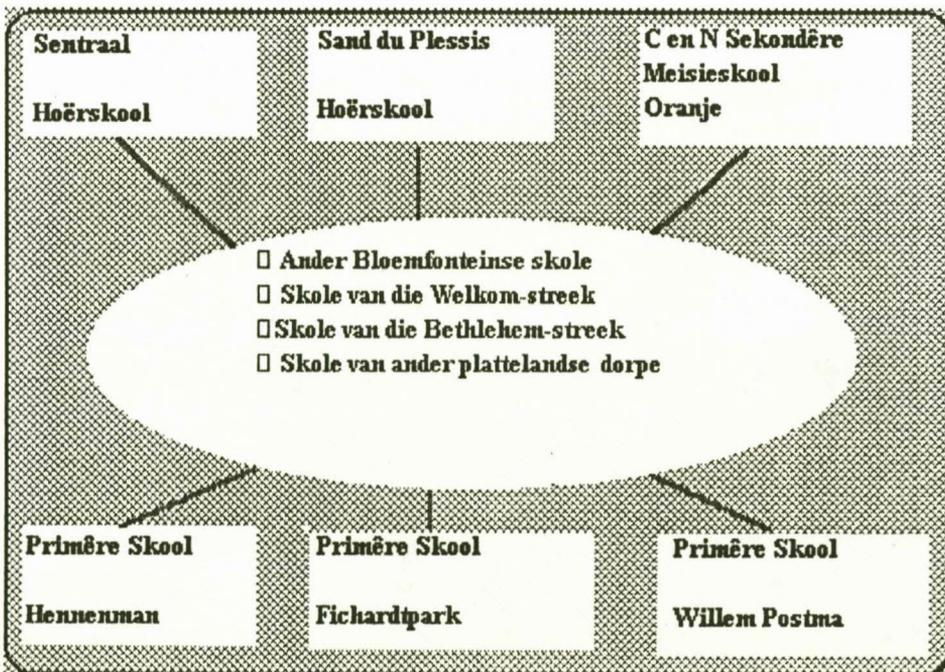 Sentraal
Hoërskool
Sand du Plessis
Hoërskool
C en N Sekondêre
Meisieskool
Oranje
▯ Ander Bloemfonteinse skole
▯ Skole van die Welkom-streek
▯ Skole van die Bethlehem-streek
▯ Skole van ander plattelandse dorpe
Primêre Skool
Hennenman
Primêre Skool
Fichardtpark
Primêre Skool
Willem Postma